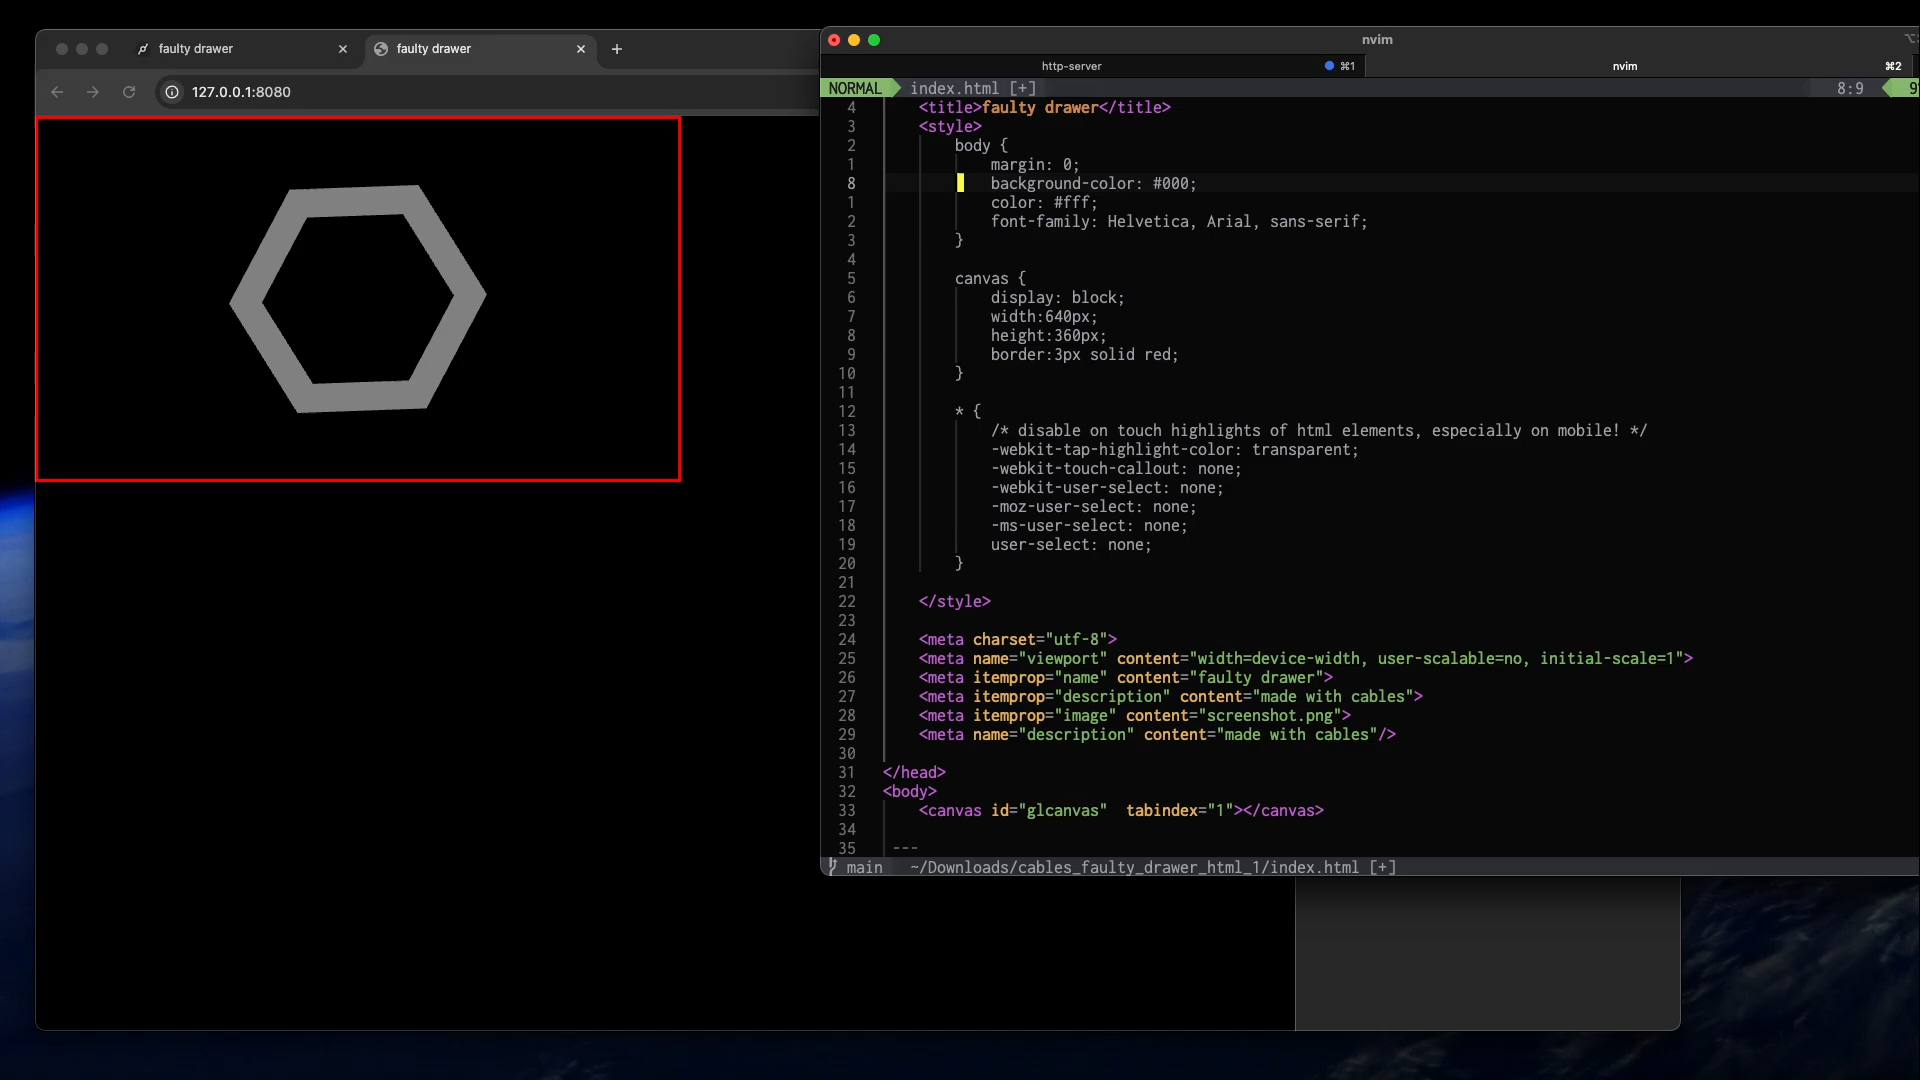 faulty drawer
faulty drawer
127.0.0.1:8080
nvim
http-server ⌘1
nvim ⌘2
NORMAL index.html [+] 8:9
4 <title>faulty drawer</title>
3 <style>
2 body {
1 margin: 0;
8 background-color: #000;
1 color: #fff;
2 font-family: Helvetica, Arial, sans-serif;
3 }
4
5 canvas {
6 display: block;
7 width:640px;
8 height:360px;
9 border:3px solid red;
10 }
11
12 * {
13 /* disable on touch highlights of html elements, especially on mobile! */
14 -webkit-tap-highlight-color: transparent;
15 -webkit-touch-callout: none;
16 -webkit-user-select: none;
17 -moz-user-select: none;
18 -ms-user-select: none;
19 user-select: none;
20 }
21
22 </style>
23
24 <meta charset="utf-8">
25 <meta name="viewport" content="width=device-width, user-scalable=no, initial-scale=1">
26 <meta itemprop="name" content="faulty drawer">
27 <meta itemprop="description" content="made with cables">
28 <meta itemprop="image" content="screenshot.png">
29 <meta name="description" content="made with cables"/>
30
31 </head>
32 <body>
33 <canvas id="glcanvas"  tabindex="1"></canvas>
34
35 ---
main ~/Downloads/cables_faulty_drawer_html_1/index.html [+]